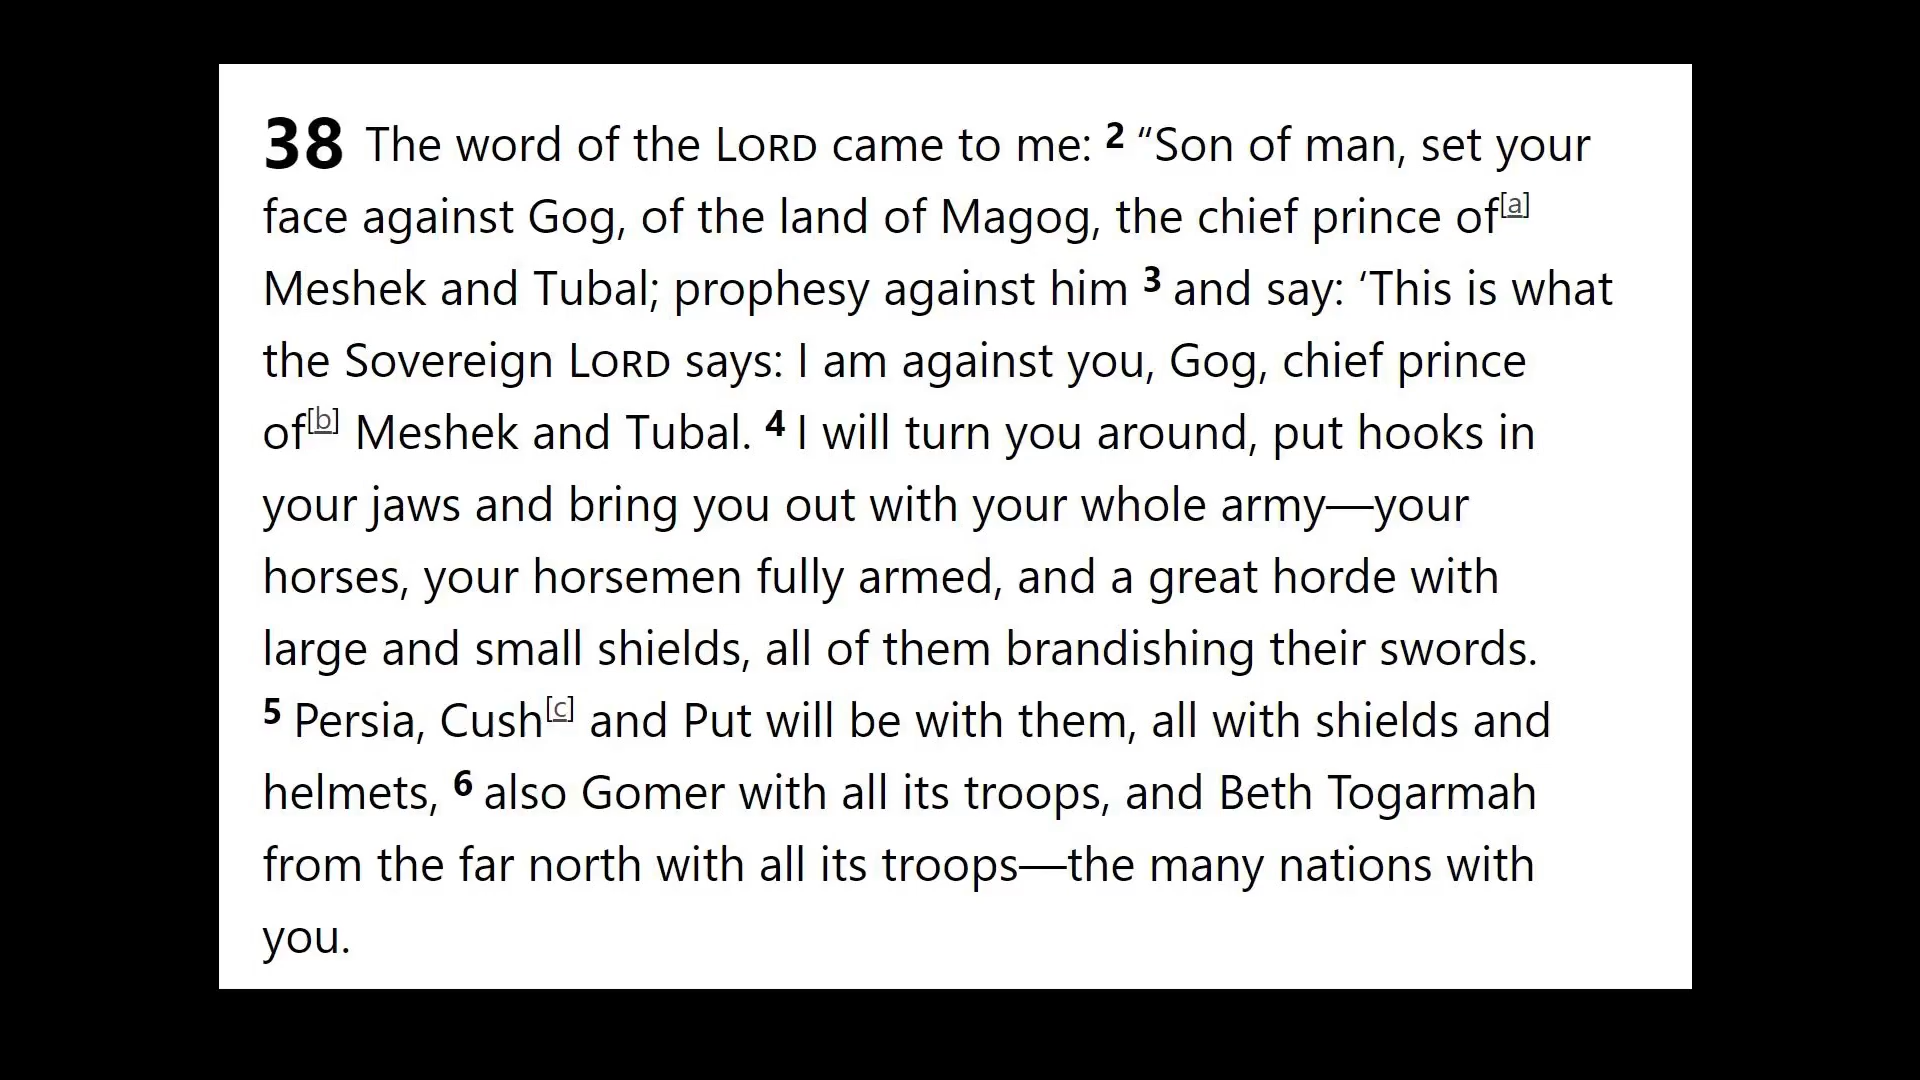 38 The word of the LORD came to me: 2 “Son of man, set your
face against Gog, of the land of Magog, the chief prince of[a]
Meshek and Tubal; prophesy against him 3 and say: ‘This is what
the Sovereign LORD says: I am against you, Gog, chief prince
of[b] Meshek and Tubal. 4 I will turn you around, put hooks in
your jaws and bring you out with your whole army—your
horses, your horsemen fully armed, and a great horde with
large and small shields, all of them brandishing their swords.
5 Persia, Cush[c] and Put will be with them, all with shields and
helmets, 6 also Gomer with all its troops, and Beth Togarmah
from the far north with all its troops—the many nations with
you.